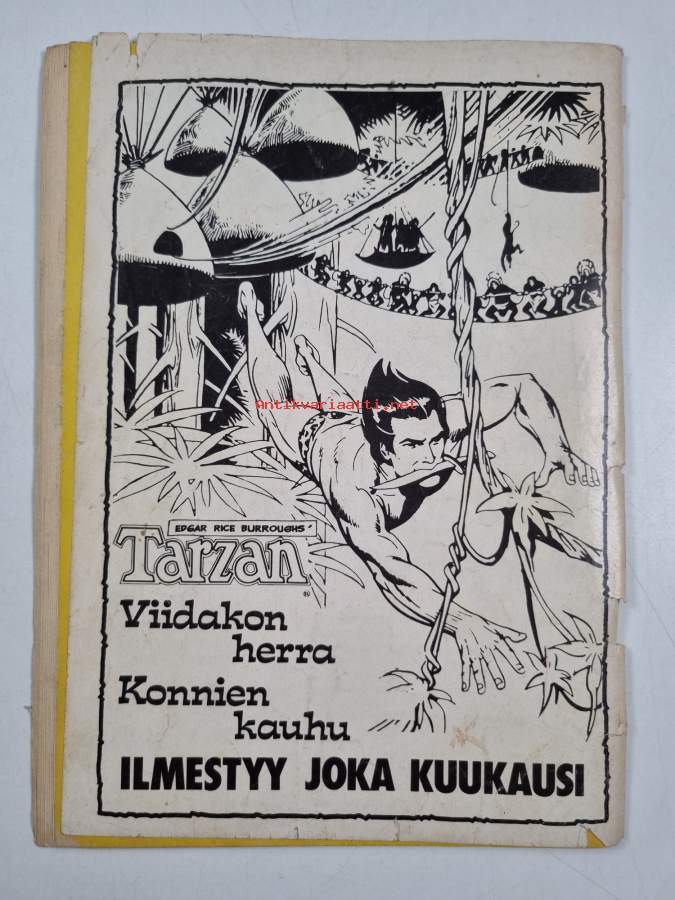 Antikvariaatti.net
EDGAR RICE BURROUGHS'
Tarzan
®
Viidakon
herra
Konnien
kauhu
ILMESTYY JOKA KUUKAUSI